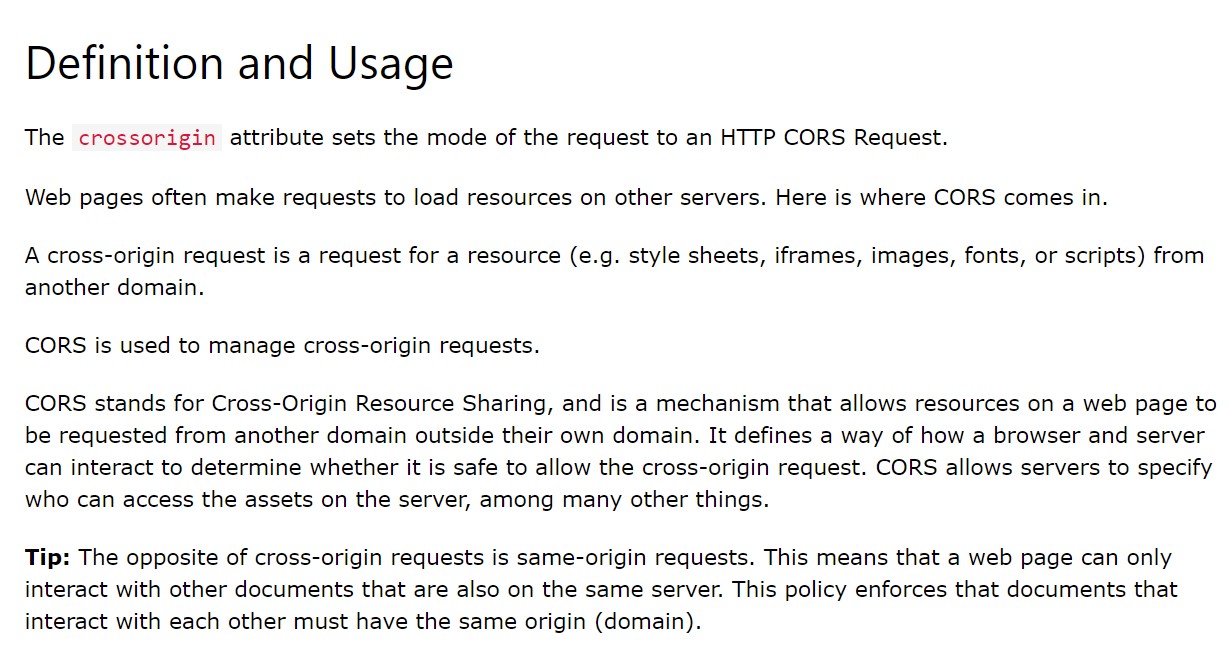 Definition and Usage
The crossorigin attribute sets the mode of the request to an HTTP CORS Request.
Web pages often make requests to load resources on other servers. Here is where CORS comes in.
A cross-origin request is a request for a resource (e.g. style sheets, iframes, images, fonts, or scripts) from
another domain.
CORS is used to manage cross-origin requests.
CORS stands for Cross-Origin Resource Sharing, and is a mechanism that allows resources on a web page to
be requested from another domain outside their own domain. It defines a way of how a browser and server
can interact to determine whether it is safe to allow the cross-origin request. CORS allows servers to specify
who can access the assets on the server, among many other things.
Tip: The opposite of cross-origin requests is same-origin requests. This means that a web page can only
interact with other documents that are also on the same server. This policy enforces that documents that
interact with each other must have the same origin (domain).